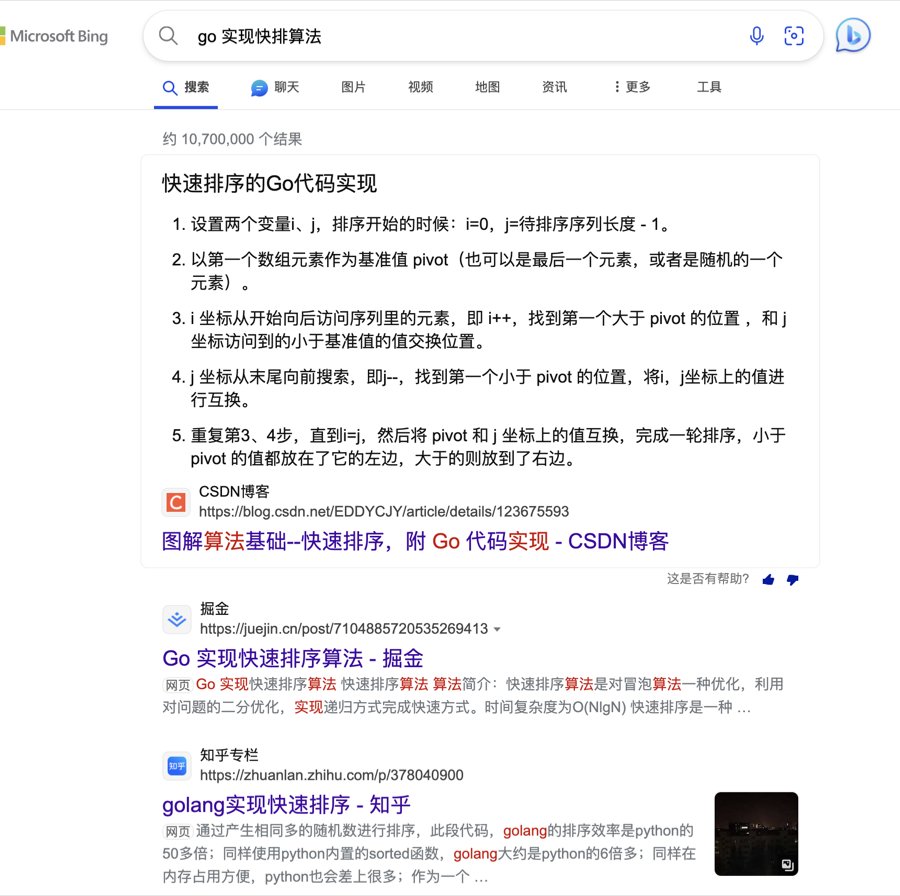 Microsoft Bing
go 实现快排算法
搜索 聊天 图片 视频 地图 资讯 更多 工具
约 10,700,000 个结果
快速排序的Go代码实现
1. 设置两个变量i、j，排序开始的时候：i=0，j=待排序序列长度 - 1。
2. 以第一个数组元素作为基准值 pivot（也可以是最后一个元素，或者是随机的一个
元素）。
3. i 坐标从开始向后访问序列里的元素，即 i++，找到第一个大于 pivot 的位置 ，和 j
坐标访问到的小于基准值的值交换位置。
4. j 坐标从末尾向前搜索，即j--，找到第一个小于 pivot 的位置，将i，j坐标上的值进
行互换。
5. 重复第3、4步，直到i=j，然后将 pivot 和 j 坐标上的值互换，完成一轮排序，小于
pivot 的值都放在了它的左边，大于的则放到了右边。
CSDN博客
https://blog.csdn.net/EDDYCJY/article/details/123675593
图解算法基础--快速排序，附 Go 代码实现 - CSDN博客
这是否有帮助?
掘金
https://juejin.cn/post/7104885720535269413
Go 实现快速排序算法 - 掘金
网页 Go 实现快速排序算法 快速排序算法 算法简介：快速排序算法是对冒泡算法一种优化，利用
对问题的二分优化，实现递归方式完成快速方式。时间复杂度为O(NlgN) 快速排序是一种 …
知乎专栏
知乎
https://zhuanlan.zhihu.com/p/378040900
golang实现快速排序 - 知乎
网页 通过产生相同多的随机数进行排序，此段代码，golang的排序效率是python的
50多倍；同样使用python内置的sorted函数，golang大约是python的6倍多；同样在
内存占用方便，python也会差上很多；作为一个 …